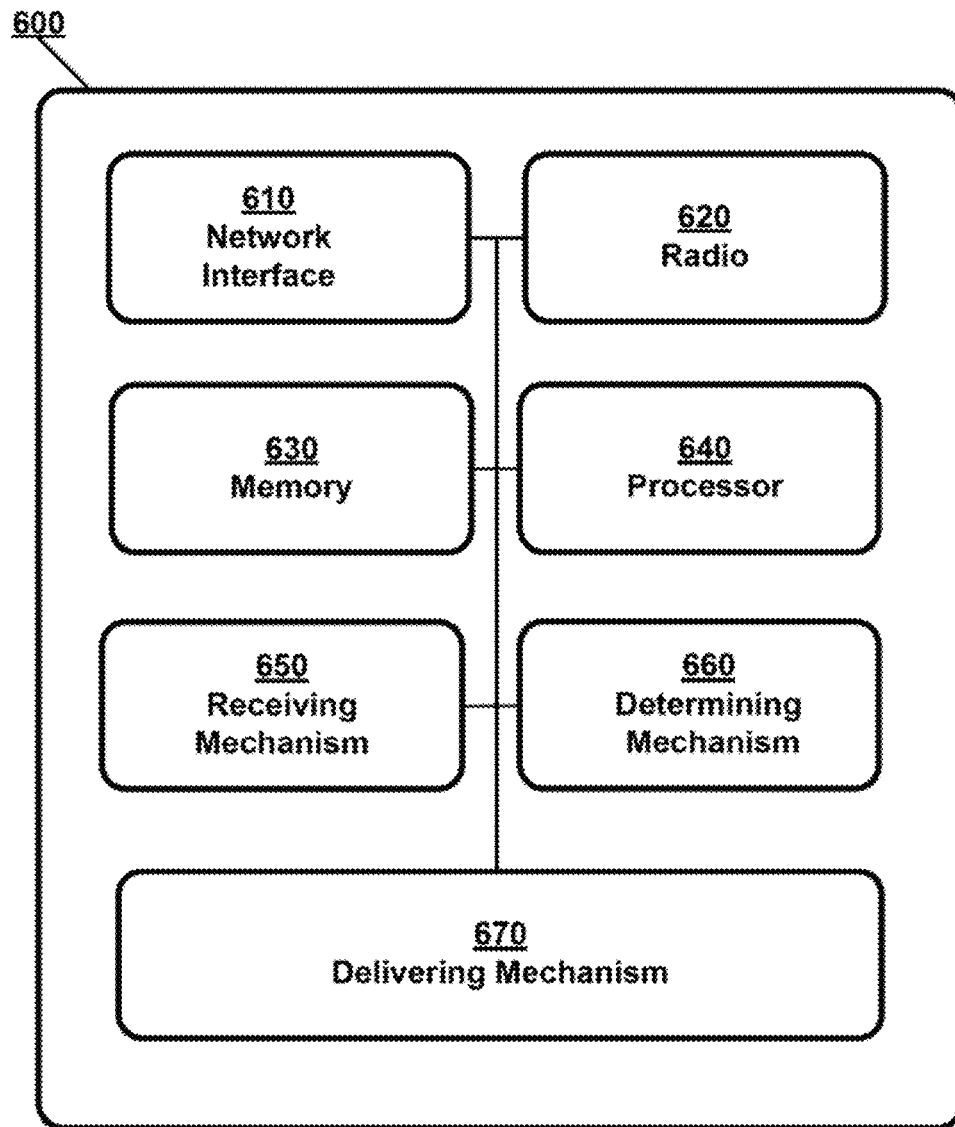 600
610
Network
Interface
620
Radio
630
Memory
640
Processor
650
Receiving
Mechanism
660
Determining
Mechanism
670
Delivering Mechanism